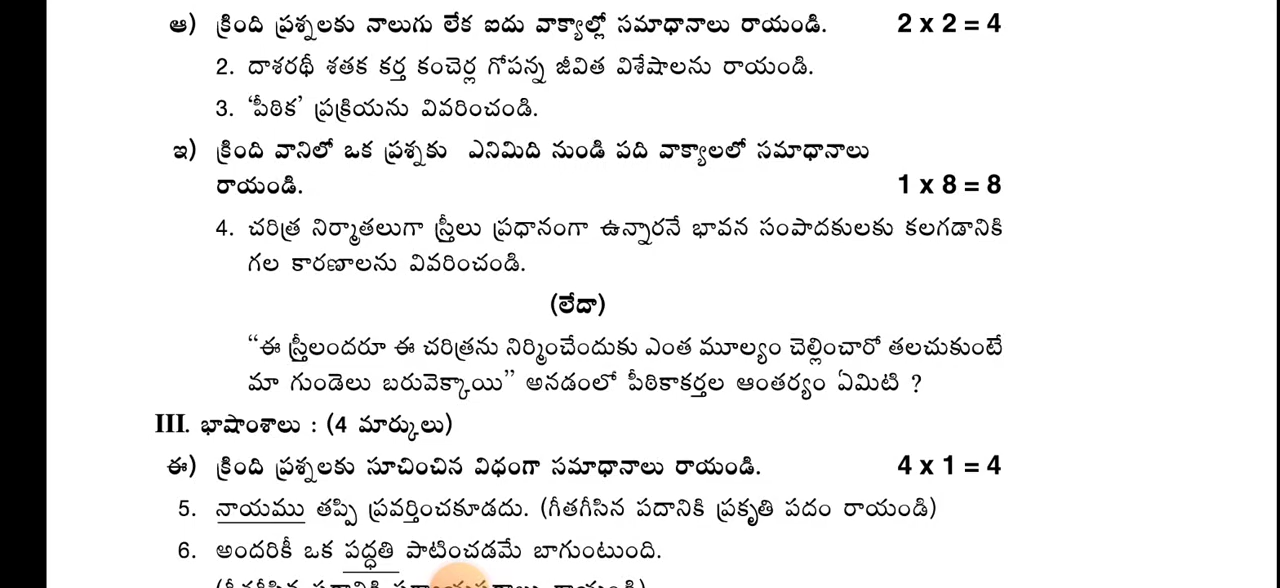 ఆ) క్రింది ప్రశ్నలకు నాలుగు లేక ఐదు వాక్యాల్లో సమాధానాలు రాయండి. 2 x 2 = 4
2. దాశరథీ శతక కర్త కంచెర్ల గోపన్న జీవిత విశేషాలను రాయండి.
3. ‘పీఠిక’ ప్రక్రియను వివరించండి.
ఇ) క్రింది వానిలో ఒక ప్రశ్నకు ఎనిమిది నుండి పది వాక్యాలలో సమాధానాలు
రాయండి. 1 x 8 = 8
4. చరిత్ర నిర్మాతలుగా స్త్రీలు ప్రధానంగా ఉన్నారనే భావన సంపాదకులకు కలగడానికి
గల కారణాలను వివరించండి.
(లేదా)
“ఈ స్త్రీలందరూ ఈ చరిత్రను నిర్మించేందుకు ఎంత మూల్యం చెల్లించారో తలచుకుంటే
మా గుండెలు బరువెక్కాయి” అనడంలో పీఠికాకర్తల ఆంతర్యం ఏమిటి ?
III. భాషాంశాలు : (4 మార్కులు)
ఈ) క్రింది ప్రశ్నలకు సూచించిన విధంగా సమాధానాలు రాయండి. 4 x 1 = 4
5. నాయము తప్పి ప్రవర్తించకూడదు. (గీతగీసిన పదానికి ప్రకృతి పదం రాయండి)
6. అందరికీ ఒక పద్ధతి పాటించడమే బాగుంటుంది.